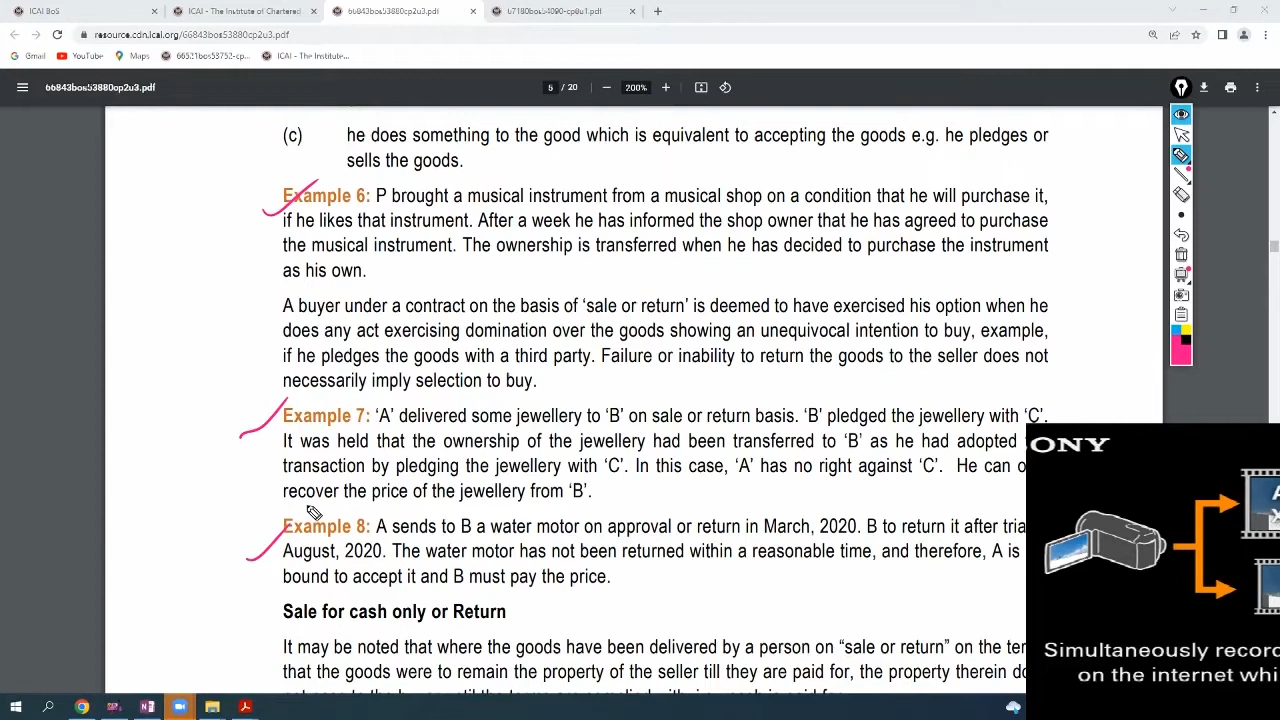 ICAI BoS
ICAI - The Institute of Chartered
66843bos53880cp2u3.pdf
67180bos54090-cp8u1.pdf
resource.cdn.icai.org/66843bos53880cp2u3.pdf
Gmail YouTube Maps ICAI - The Institute...
66843bos53880cp2u3.pdf 5 / 20 200%
(c) he does something to the good which is equivalent to accepting the goods e.g. he pledges or
sells the goods.
Example 6: P brought a musical instrument from a musical shop on a condition that he will purchase it,
if he likes that instrument. After a week he has informed the shop owner that he has agreed to purchase
the musical instrument. The ownership is transferred when he has decided to purchase the instrument
as his own.
A buyer under a contract on the basis of ‘sale or return’ is deemed to have exercised his option when he
does any act exercising domination over the goods showing an unequivocal intention to buy, example,
if he pledges the goods with a third party. Failure or inability to return the goods to the seller does not
necessarily imply selection to buy.
Example 7: ‘A’ delivered some jewellery to ‘B’ on sale or return basis. ‘B’ pledged the jewellery with ‘C’.
It was held that the ownership of the jewellery had been transferred to ‘B’ as he had adopted
transaction by pledging the jewellery with ‘C’. In this case, ‘A’ has no right against ‘C’. He can
recover the price of the jewellery from ‘B’.
Example 8: A sends to B a water motor on approval or return in March, 2020. B to return it after tria
August, 2020. The water motor has not been returned within a reasonable time, and therefore, A is
bound to accept it and B must pay the price.
Sale for cash only or Return
It may be noted that where the goods have been delivered by a person on “sale or return” on the
that the goods were to remain the property of the seller till they are paid for, the property therein
ONY
Simultaneously record
on the internet whi